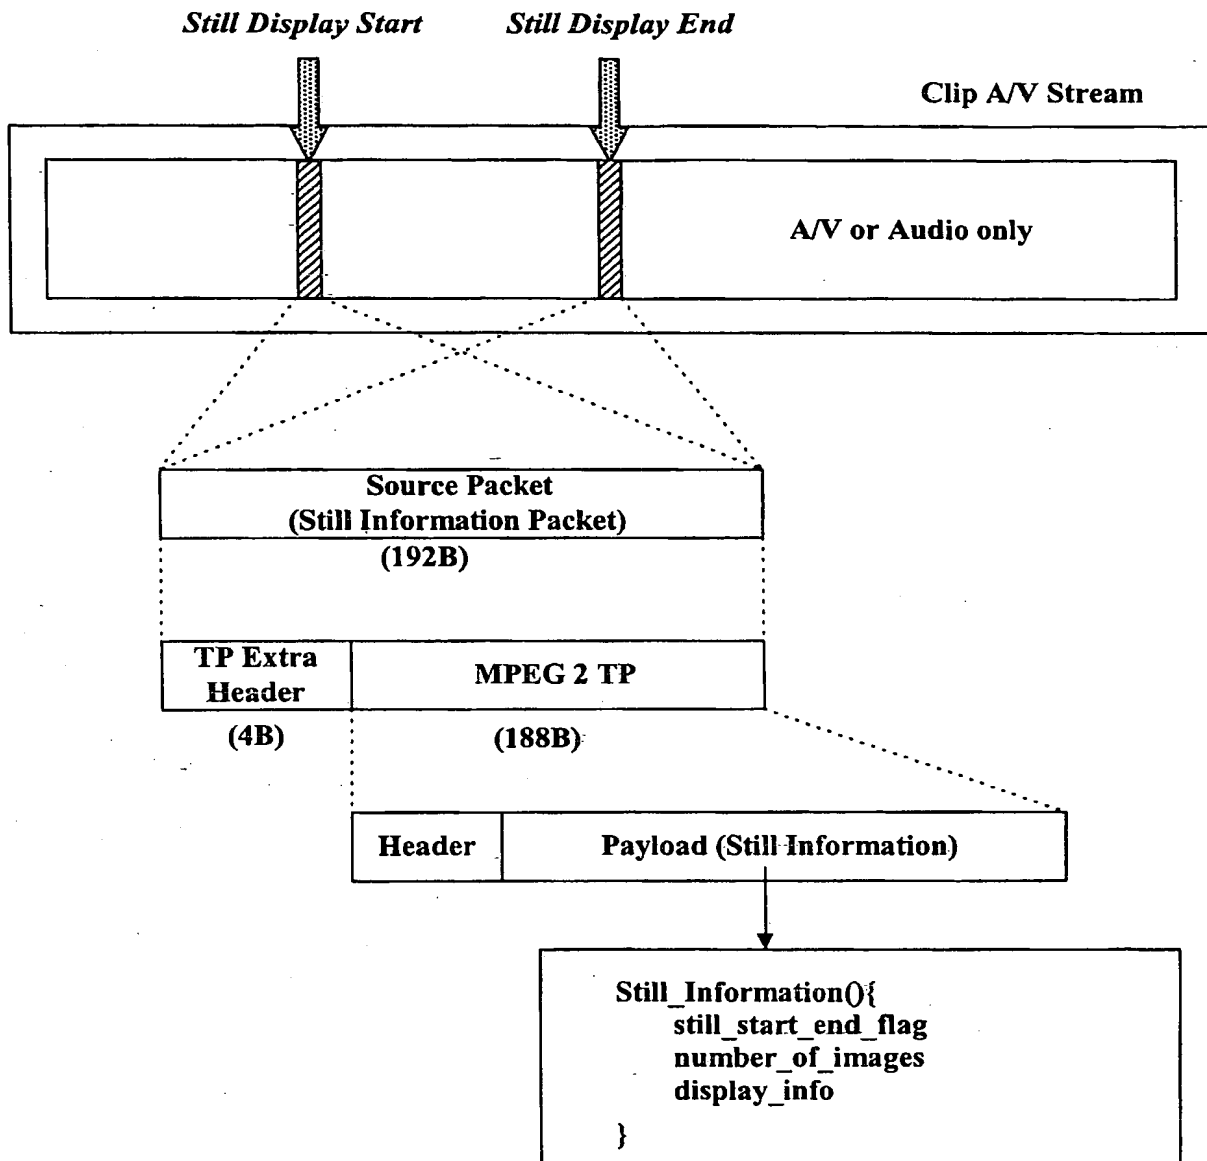 Still Display Start
Still Display End
Clip A/V Stream
A/V or Audio only
Source Packet
(Still Information Packet)
(192B)
TP Extra
Header
MPEG 2 TP
(4B)
(188B)
Header
Payload (Still Information)
Still_Information(){
still_start_end_flag
number_of_images
display_info
}